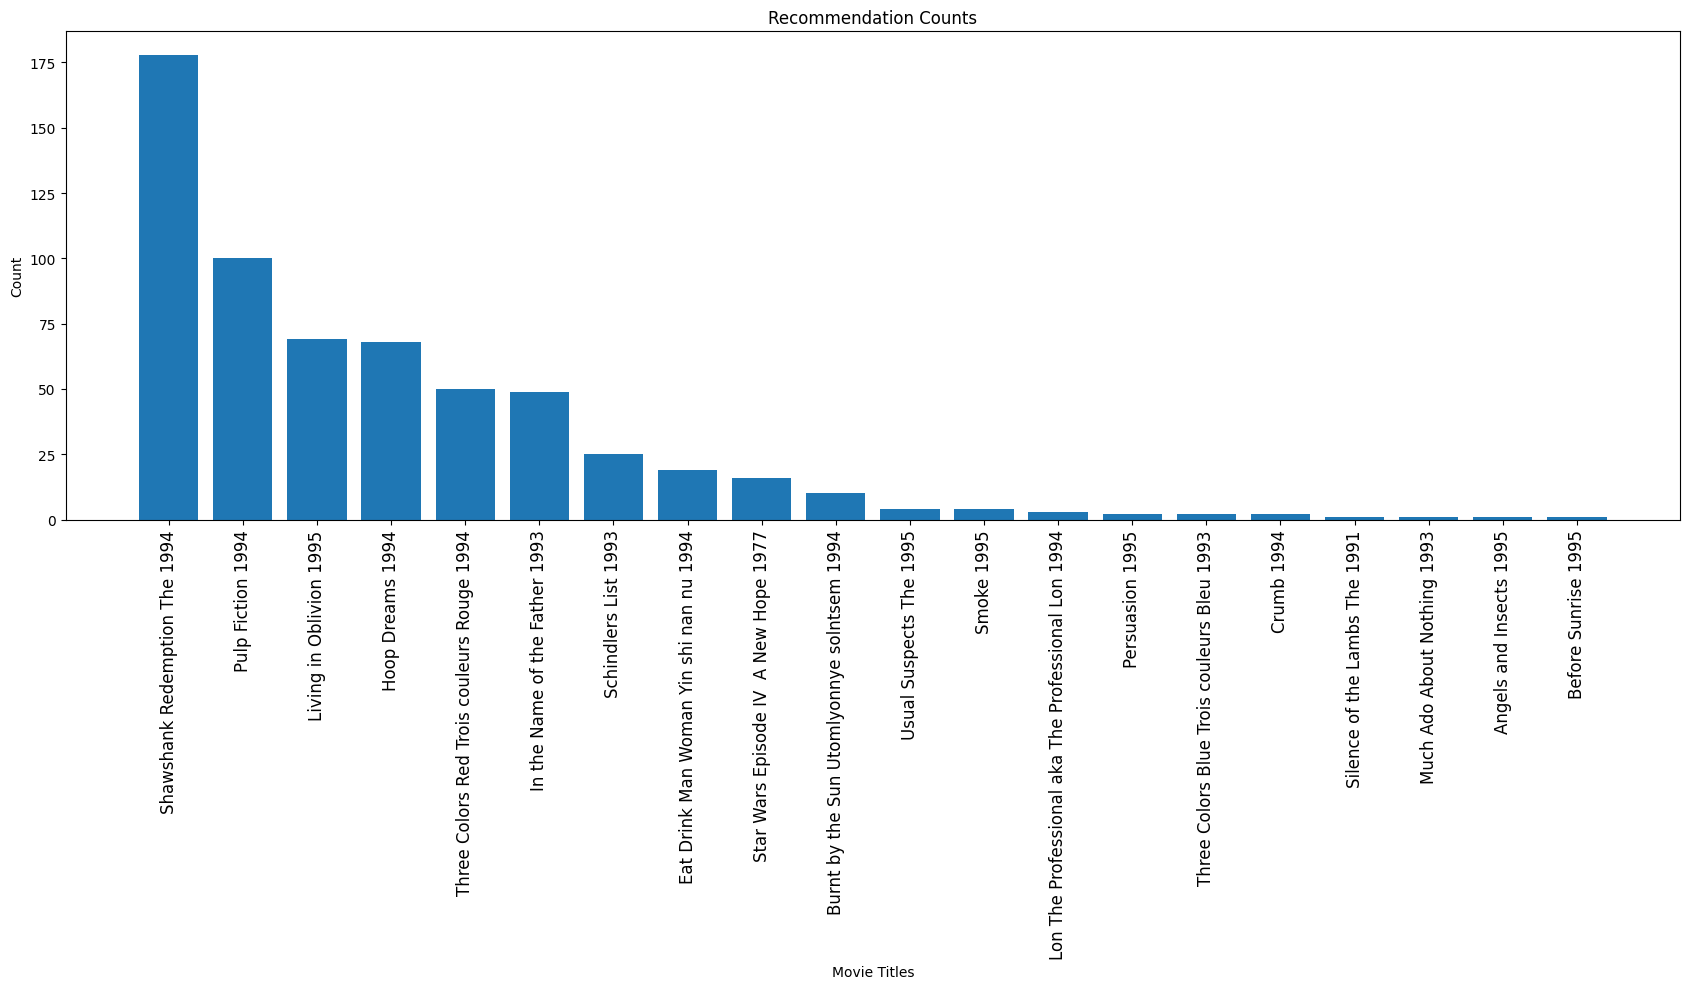 Recommendation Counts
Count
175
150
125
100
75
50
25
0
Shawshank Redemption The 1994
Pulp Fiction 1994
Living in Oblivion 1995
Hoop Dreams 1994
Three Colors Red Trois couleurs Rouge 1994
In the Name of the Father 1993
Schindlers List 1993
Eat Drink Man Woman Yin shi nan nu 1994
Star Wars Episode IV  A New Hope 1977
Burnt by the Sun Utomlyonnye solntsem 1994
Usual Suspects The 1995
Smoke 1995
Lon The Professional aka The Professional Lon 1994
Persuasion 1995
Three Colors Blue Trois couleurs Bleu 1993
Crumb 1994
Silence of the Lambs The 1991
Much Ado About Nothing 1993
Angels and Insects 1995
Before Sunrise 1995
Movie Titles